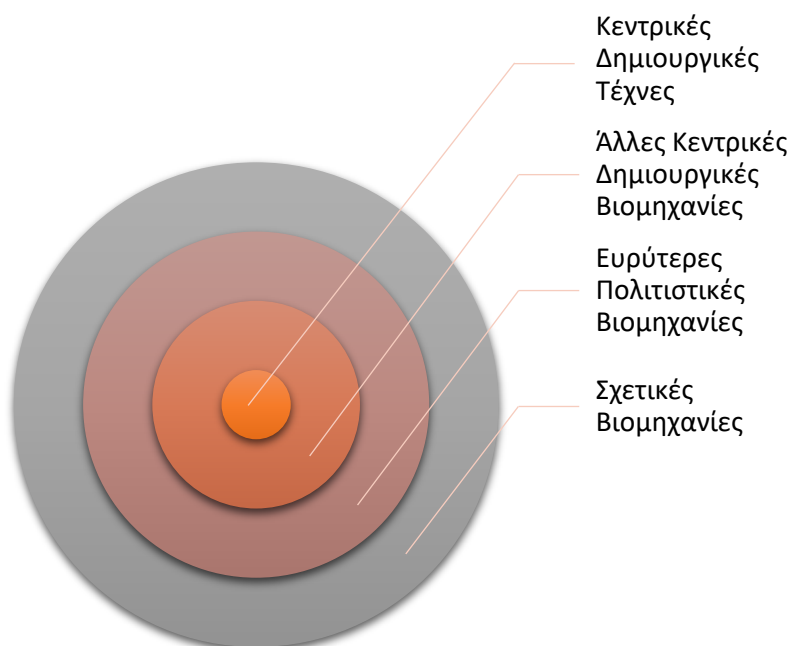 Κεντρικές
Δημιουργικές
Τέχνες
Άλλες Κεντρικές
Δημιουργικές
Βιομηχανίες
Ευρύτερες
Πολιτιστικές
Βιομηχανίες
Σχετικές
Βιομηχανίες